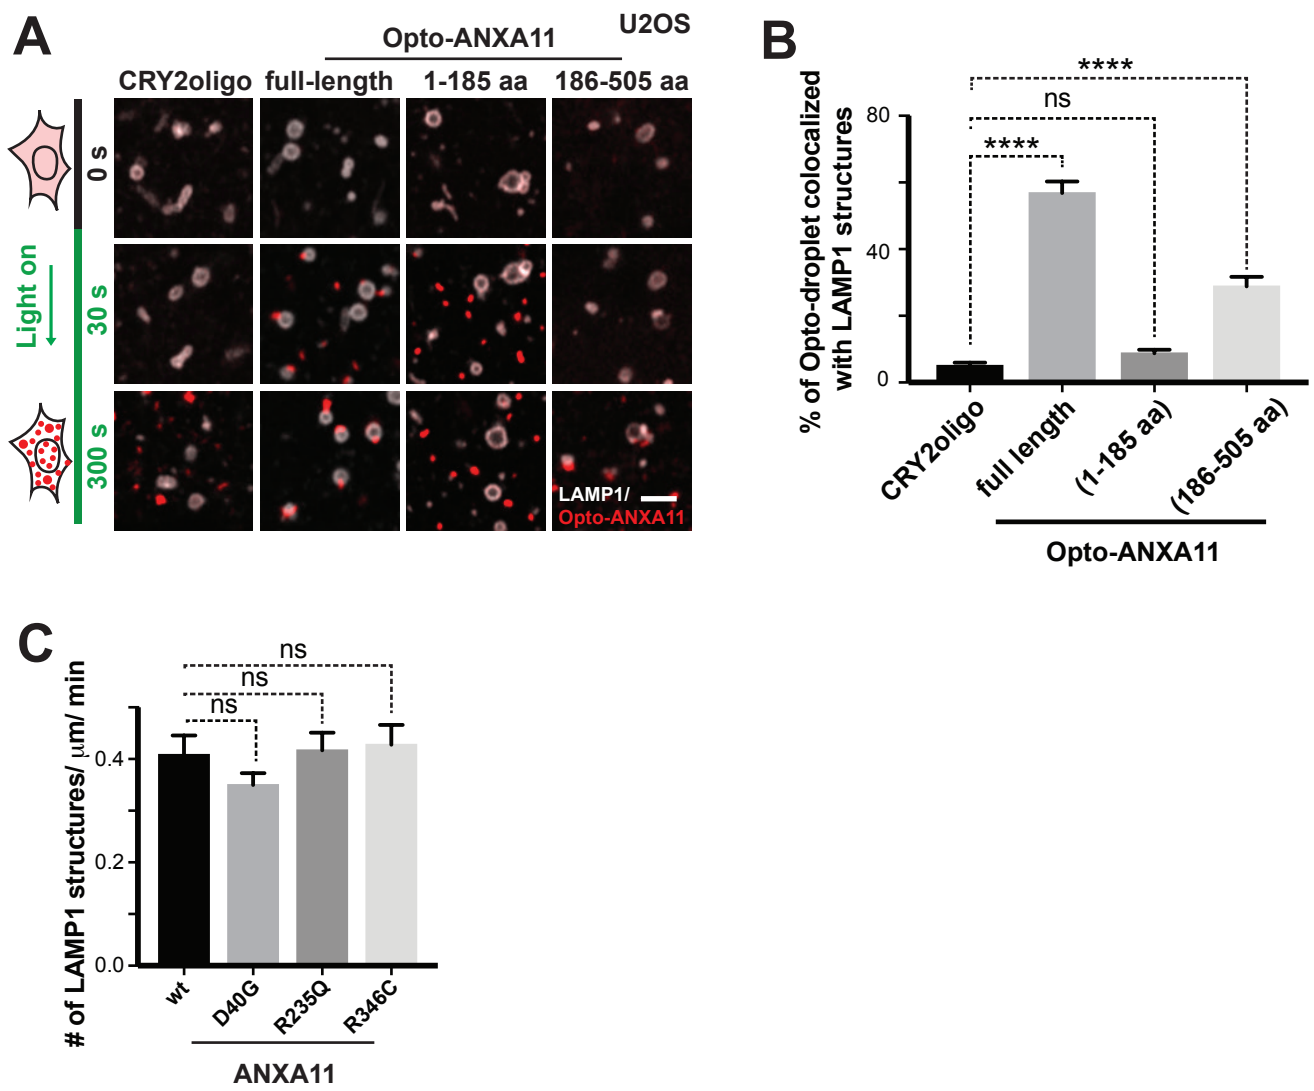 A
U2OS
Opto-ANXA11
CRY2oligo full-length 1-185 aa 186-505 aa
0 s
Light on
30 s
300 s
LAMP1/
Opto-ANXA11
B
% of Opto-droplet colocalized
with LAMP1 structures
80
40
0
****
ns
****
CRY2oligo
full length
(1-185 aa)
(186-505 aa)
Opto-ANXA11
C
# of LAMP1 structures/ μm/ min
0.4
0.2
0.0
ns
ns
ns
wt
D40G
R235Q
R346C
ANXA11